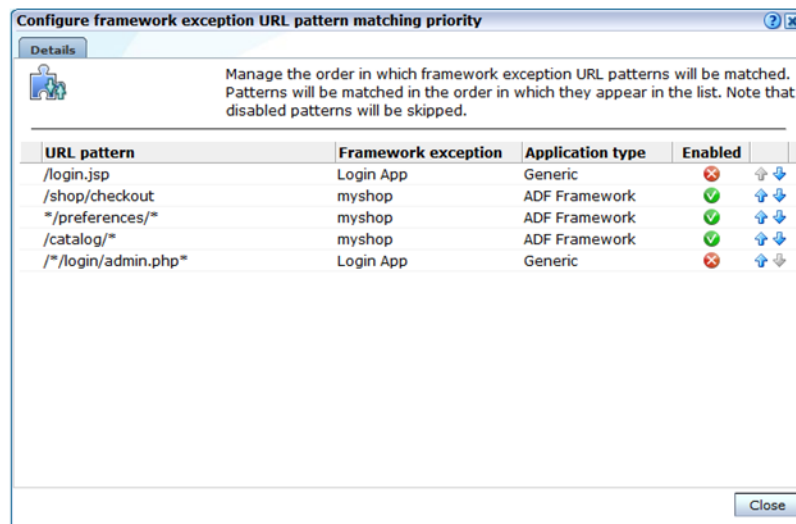 Configure framework exception URL pattern matching priority
Details
Manage the order in which framework exception URL patterns will be matched.
Patterns will be matched in the order in which they appear in the list. Note that
disabled patterns will be skipped.
URL pattern Framework exception Application type Enabled
/login.jsp Login App Generic
/shop/checkout myshop ADF Framework
*/preferences/* myshop ADF Framework
/catalog/* myshop ADF Framework
/*/login/admin.php* Login App Generic
Close